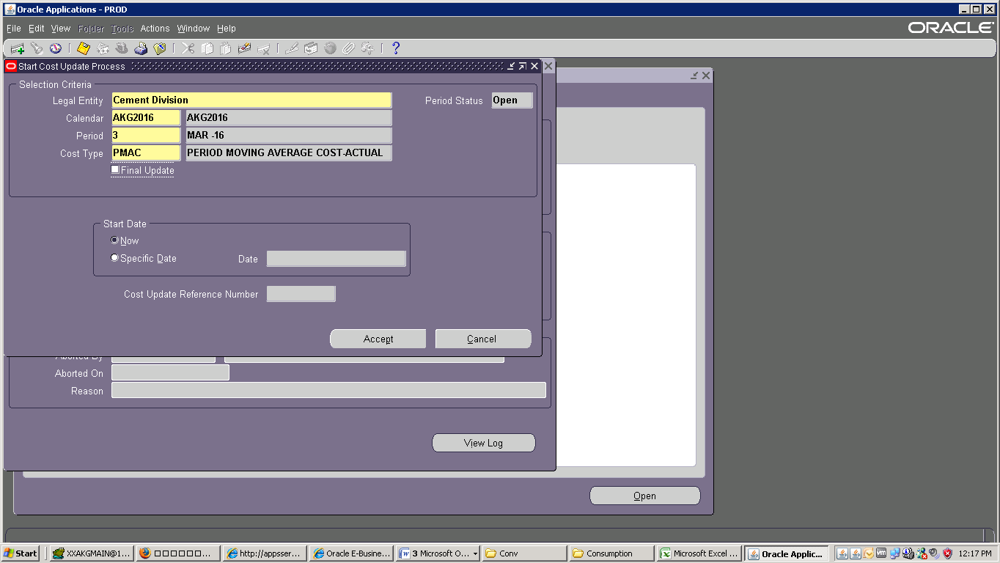 Oracle Applications - PROD
File Edit View Folder Tools Actions Window Help
ORACLE
Start Cost Update Process
Selection Criteria
Legal Entity Cement Division Period Status Open
Calendar AKG2016 AKG2016
Period 3 MAR -16
Cost Type PMAC PERIOD MOVING AVERAGE COST-ACTUAL
Final Update
Start Date
Now
Specific Date Date
Cost Update Reference Number
Accept Cancel
Aborted By
Aborted On
Reason
View Log
Open
Start XXAKGMAIN@1... http://appsser... Oracle E-Busine... 3 Microsoft O... Conv Consumption Microsoft Excel ... Oracle Applic... 12:17 PM